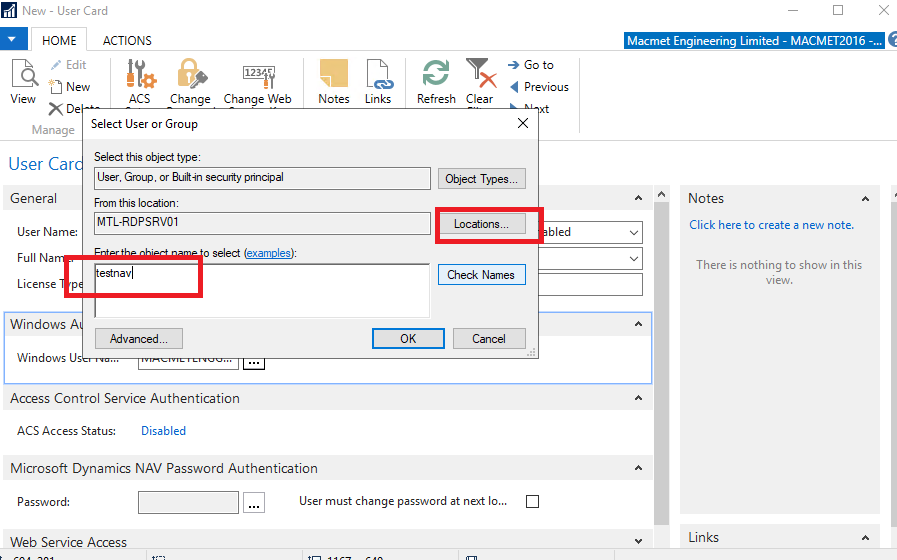 New - User Card
HOME ACTIONS
Macmet Engineering Limited - MACMET2016 -...
View
Edit
New
Delete
ACS
Change
Change Web
Notes
Links
Refresh
Clear
Go to
Previous
Next
Manage
User Card
Select User or Group
Select this object type:
User, Group, or Built-in security principal
Object Types...
From this location:
MTL-RDPSRV01
Locations...
Enter the object name to select (examples):
testnav
Check Names
Advanced...
OK
Cancel
General
User Name:
Full Name
License Type
Windows Au
Windows User Na...
MACMETENGG...
...
Access Control Service Authentication
ACS Access Status: Disabled
Microsoft Dynamics NAV Password Authentication
Password:
...
User must change password at next lo...
Web Service Access
Notes
Click here to create a new note.
There is nothing to show in this
view.
Links